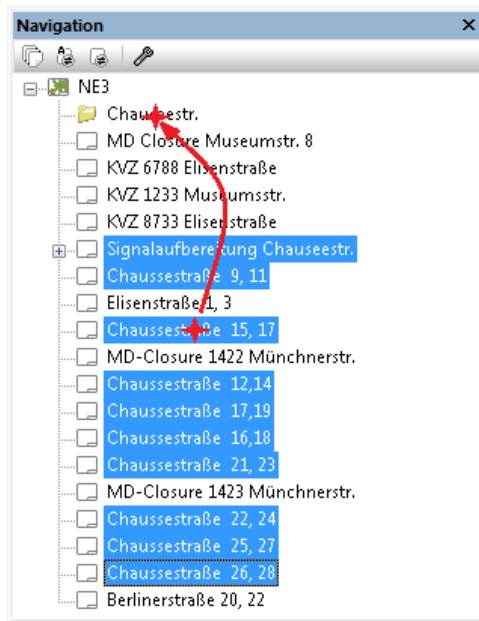 Navigation
NE3
Chauseestr.
MD Closure Museumstr. 8
KVZ 6788 Elisenstraße
KVZ 1233 Museumsstr.
KVZ 8733 Elisenstraße
Signalaufbereitung Chauseestr.
Chaussestraße 9, 11
Elisenstraße 1, 3
Chaussestraße 15, 17
MD-Closure 1422 Münchnerstr.
Chaussestraße 12,14
Chaussestraße 17,19
Chaussestraße 16,18
Chaussestraße 21, 23
MD-Closure 1423 Münchnerstr.
Chaussestraße 22, 24
Chaussestraße 25, 27
Chaussestraße 26, 28
Berlinerstraße 20, 22